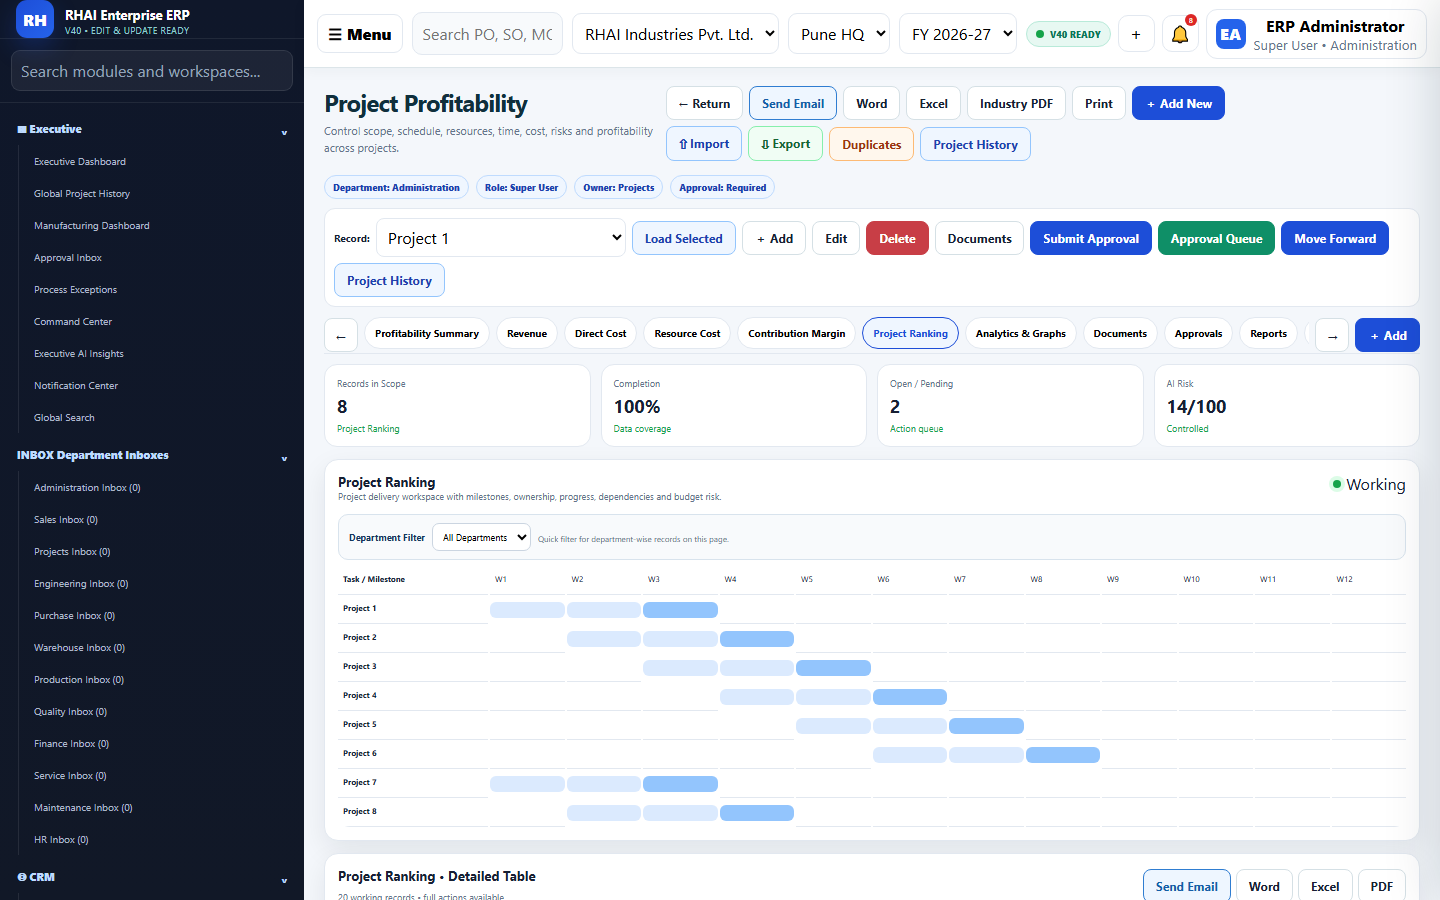 RH
RHAI Enterprise ERP
V40 • EDIT & UPDATE READY
Search modules and workspaces...
Executive
Executive Dashboard
Global Project History
Manufacturing Dashboard
Approval Inbox
Process Exceptions
Command Center
Executive AI Insights
Notification Center
Global Search
INBOX Department Inboxes
Administration Inbox (0)
Sales Inbox (0)
Projects Inbox (0)
Engineering Inbox (0)
Purchase Inbox (0)
Warehouse Inbox (0)
Production Inbox (0)
Quality Inbox (0)
Finance Inbox (0)
Service Inbox (0)
Maintenance Inbox (0)
HR Inbox (0)
CRM
☰ Menu
Search PO, SO, MO
RHAI Industries Pvt. Ltd.
Pune HQ
FY 2026-27
V40 READY
+
8
EA
ERP Administrator
Super User • Administration
Project Profitability
Control scope, schedule, resources, time, cost, risks and profitability
across projects.
← Return
Send Email
Word
Excel
Industry PDF
Print
+ Add New
⇧ Import
⇩ Export
Duplicates
Project History
Department: Administration
Role: Super User
Owner: Projects
Approval: Required
Record:
Project 1
Load Selected
+ Add
Edit
Delete
Documents
Submit Approval
Approval Queue
Move Forward
Project History
←
Profitability Summary
Revenue
Direct Cost
Resource Cost
Contribution Margin
Project Ranking
Analytics & Graphs
Documents
Approvals
Reports
→
+ Add
Records in Scope
8
Project Ranking
Completion
100%
Data coverage
Open / Pending
2
Action queue
AI Risk
14/100
Controlled
Project Ranking
Project delivery workspace with milestones, ownership, progress, dependencies and budget risk.
Working
Department Filter
All Departments
Quick filter for department-wise records on this page.
Task / Milestone W1 W2 W3 W4 W5 W6 W7 W8 W9 W10 W11 W12
Project 1
Project 2
Project 3
Project 4
Project 5
Project 6
Project 7
Project 8
Project Ranking • Detailed Table
20 working records • full actions available
Send Email
Word
Excel
PDF